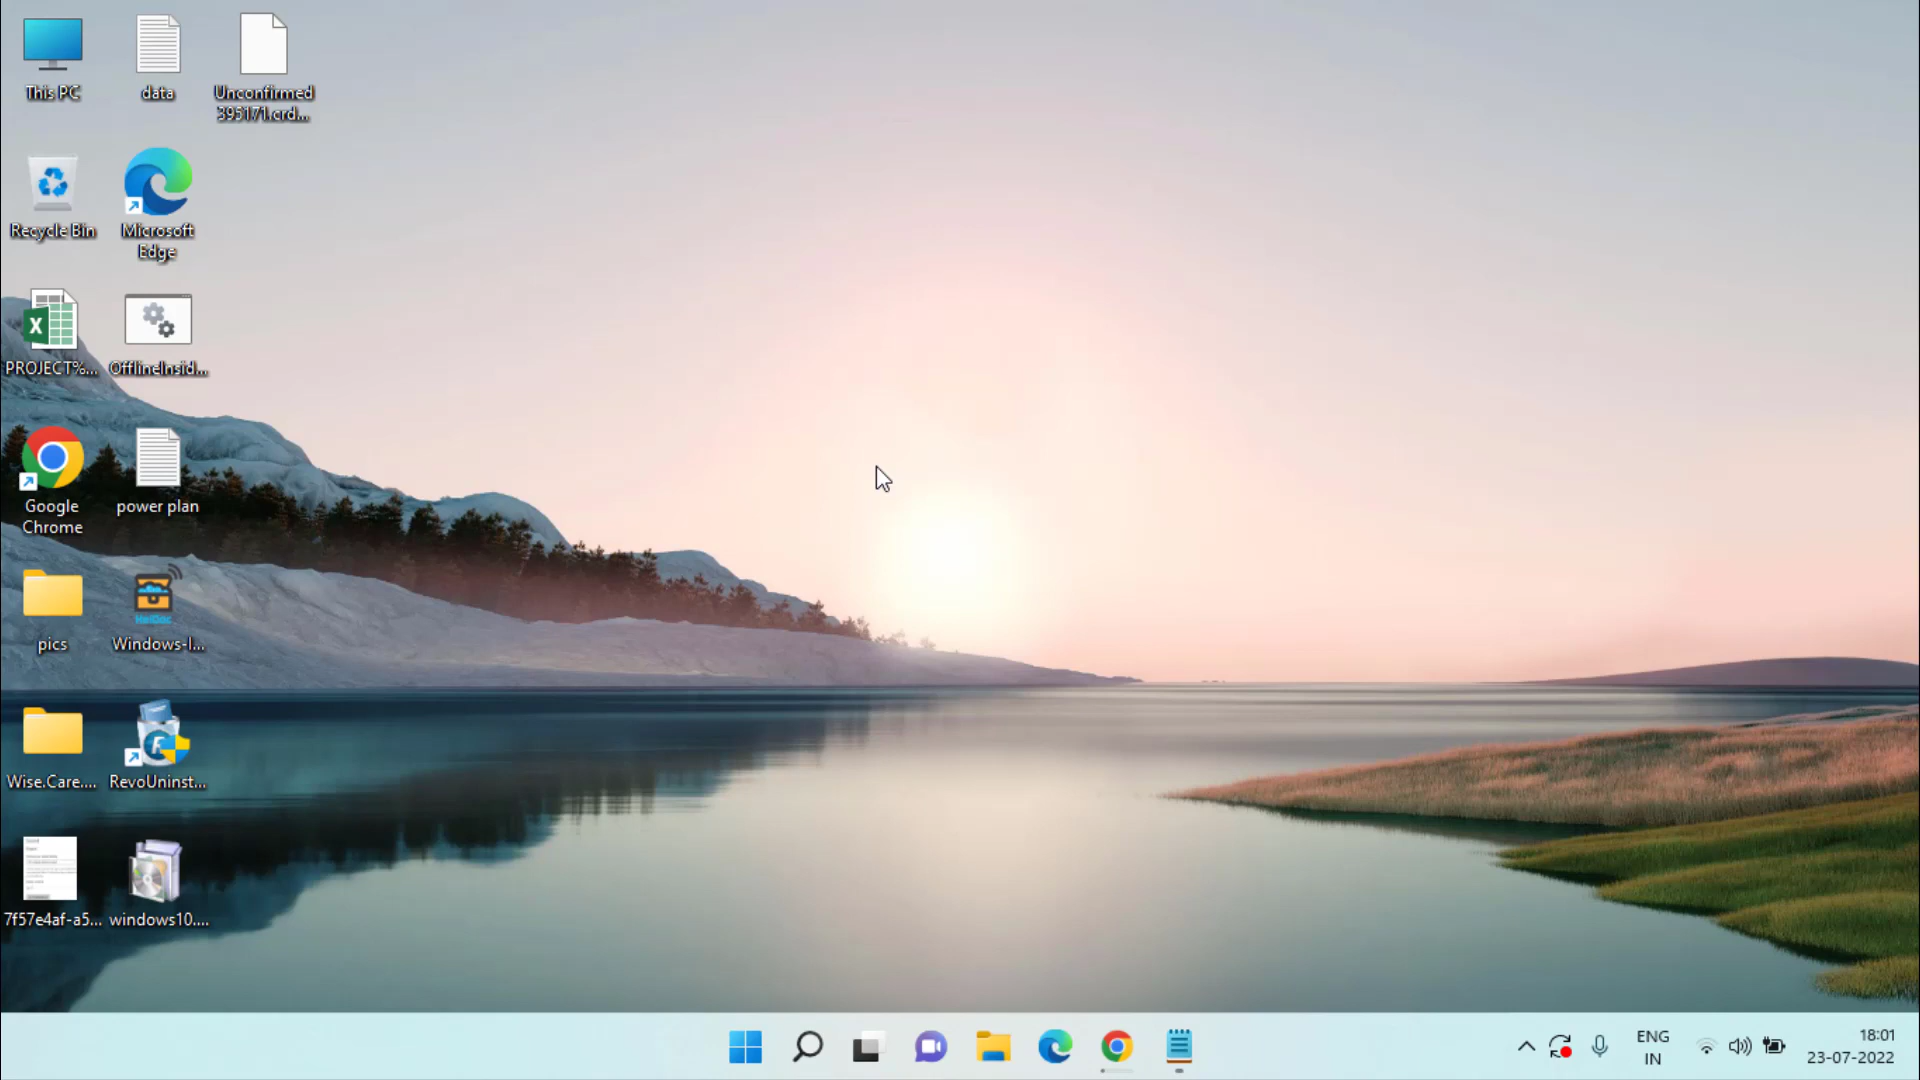 This PC
data
Unconfirmed
395171.crd...
Recycle Bin
Microsoft
Edge
PROJECT%...
OfflineInsid...
Google
Chrome
power plan
pics
Windows-I...
Wise.Care....
RevoUninst...
7f57e4af-a5...
windows10....
ENG
IN
18:01
23-07-2022